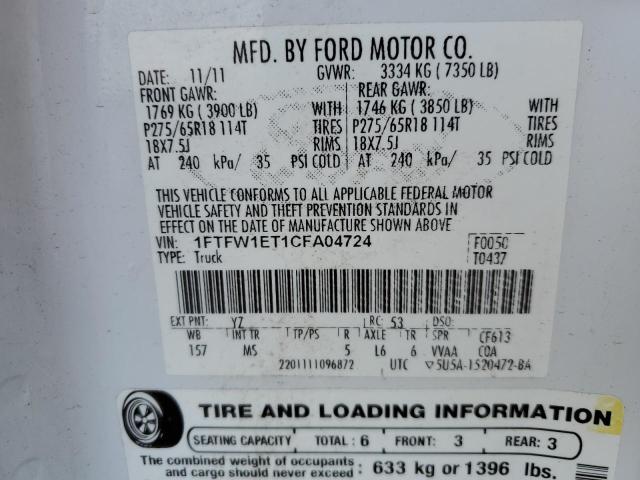 MFD. BY FORD MOTOR CO.
DATE: 11/11 GVWR: 3334 KG ( 7350 LB)
FRONT GAWR: REAR GAWR:
1769 KG ( 3900 LB) WITH 1746 KG ( 3850 LB) WITH
P275/65R18 114T TIRES P275/65R18 114T TIRES
18X7.5J RIMS 18X7.5J RIMS
AT 240 kPa/ 35 PSI COLD AT 240 kPa/ 35 PSI COLD
THIS VEHICLE CONFORMS TO ALL APPLICABLE FEDERAL MOTOR
VEHICLE SAFETY AND THEFT PREVENTION STANDARDS IN
EFFECT ON THE DATE OF MANUFACTURE SHOWN ABOVE
VIN: 1FTFW1ET1CFA04724 F0050
TYPE: Truck T0437
EXT PNT: YZ RC: 53 DSO:
WB INT TR TP/PS R AXLE TR SPR CF613
157 MS 5 L6 6 VVAA COA
2201111096872 UTC ▽5U5A-1520472-BA
TIRE AND LOADING INFORMATION
SEATING CAPACITY TOTAL: 6 FRONT: 3 REAR: 3
The combined weight of occupants
and cargo should never exceed: 633 kg or 1396 lbs.